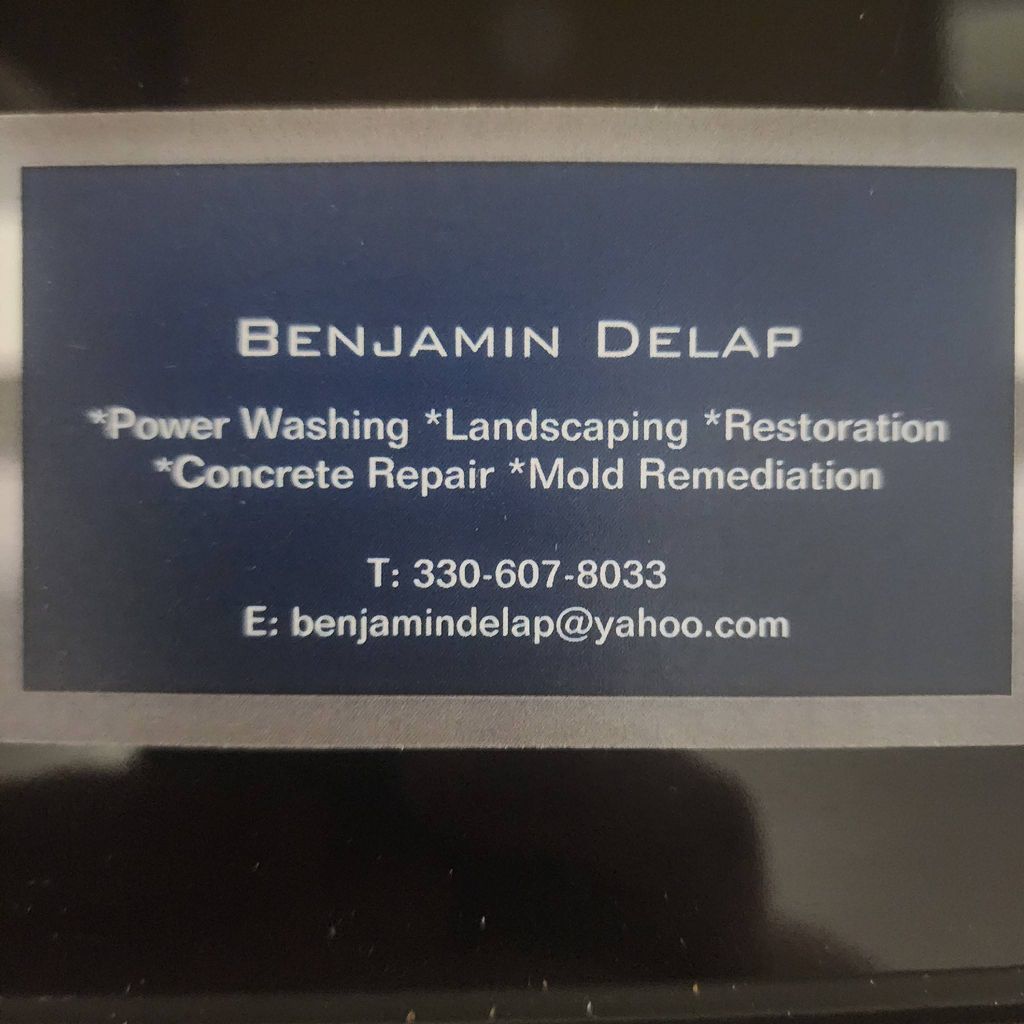 BENJAMIN DELAP
*Power Washing *Landscaping *Restoration
*Concrete Repair *Mold Remediation
T: 330-607-8033
E: benjamindelap@yahoo.com